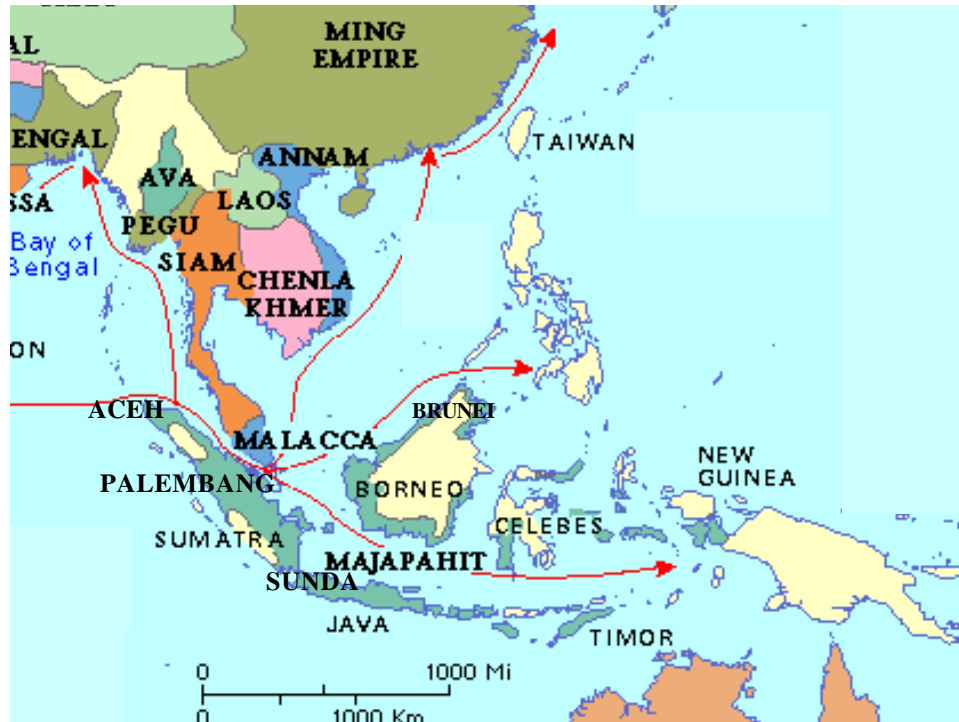 MING
EMPIRE
AL
ENGAL
TAIWAN
ANNAM
AVA
LAOS
SSA
PEGU
Bay of
Bengal
SIAM
CHENLA
KHMER
ON
ACEH
BRUNEI
MALACCA
NEW
GUINEA
PALEMBANG
BORNEO
CELEBES
SUMATRA
MAJAPAHIT
SUNDA
JAVA
TIMOR
0 1000 Mi
0 1000 Km